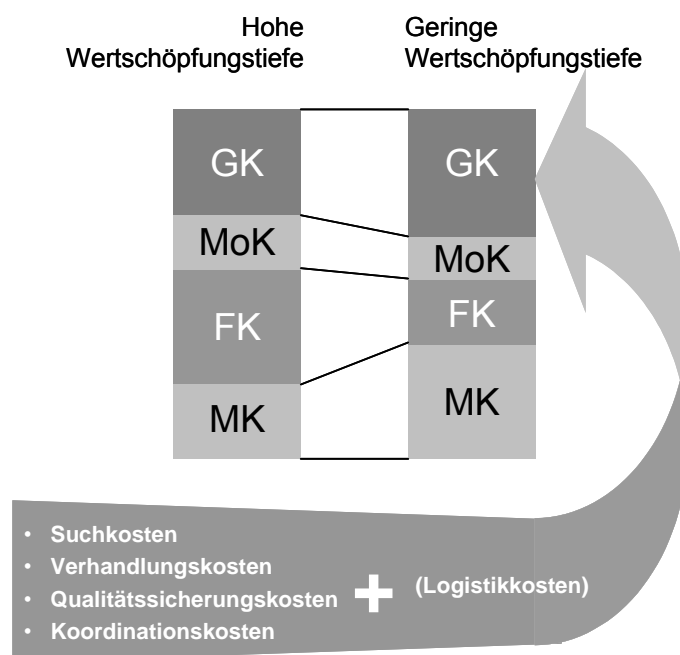 Hohe
Wertschöpfungstiefe
Geringe
Wertschöpfungstiefe
GK
MoK
FK
MK
GK
MoK
FK
MK
• Suchkosten
• Verhandlungskosten
• Qualitätssicherungskosten
• Koordinationskosten
+
(Logistikkosten)